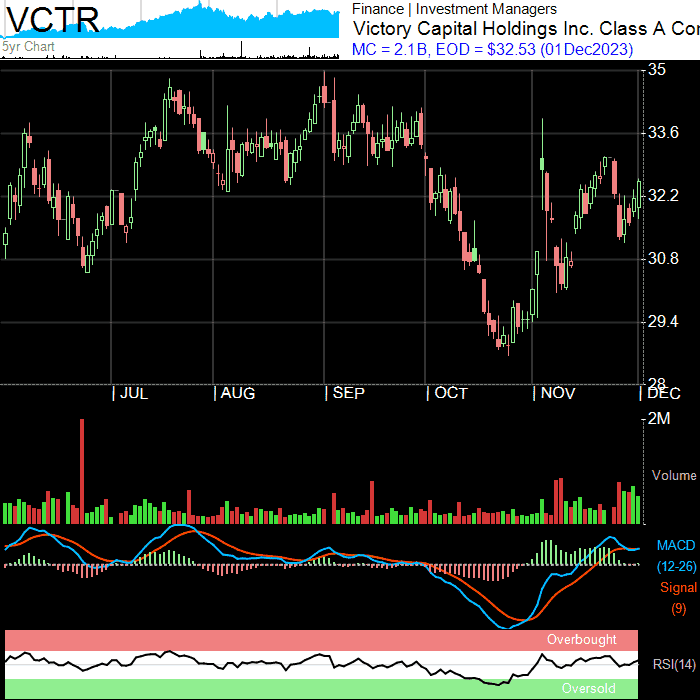 VCTR
5yr Chart
Finance | Investment Managers
Victory Capital Holdings Inc. Class A Cor
MC = 2.1B, EOD = $32.53 (01Dec2023)
35
33.6
32.2
30.8
29.4
28
JUL AUG SEP OCT NOV DEC
2M
Volume
MACD
(12-26)
Signal
(9)
Overbought
RSI(14)
Oversold